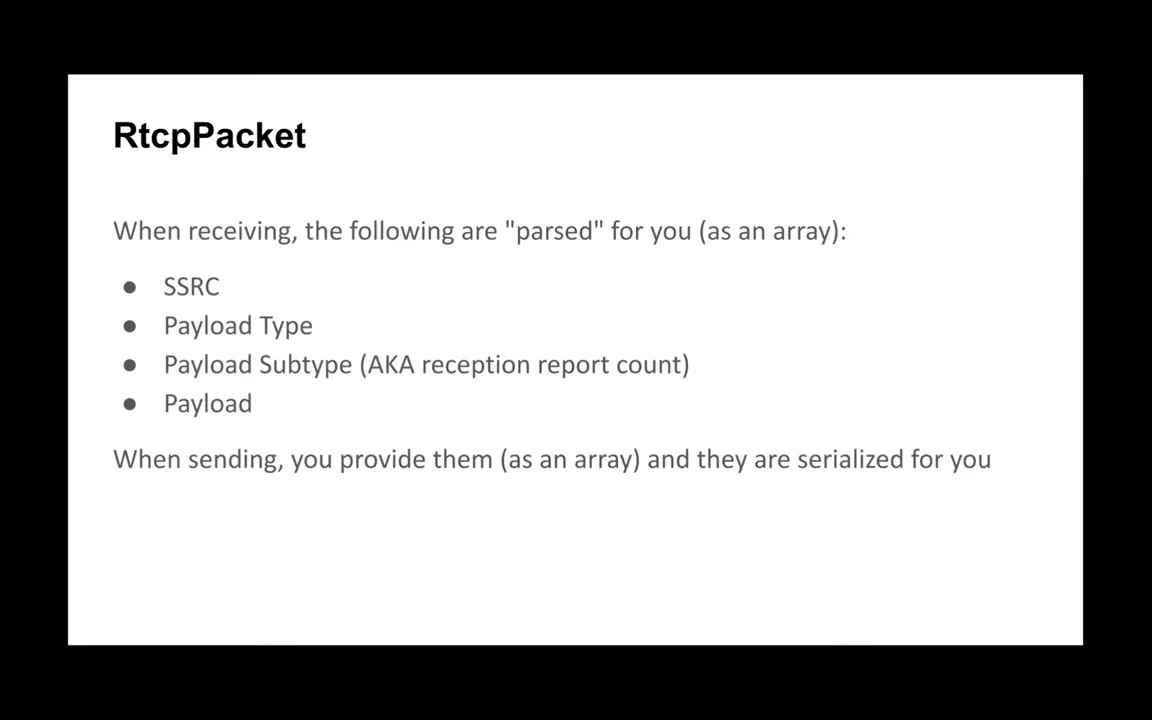 RtcpPacket
When receiving, the following are "parsed" for you (as an array):
● SSRC
● Payload Type
● Payload Subtype (AKA reception report count)
● Payload
When sending, you provide them (as an array) and they are serialized for you